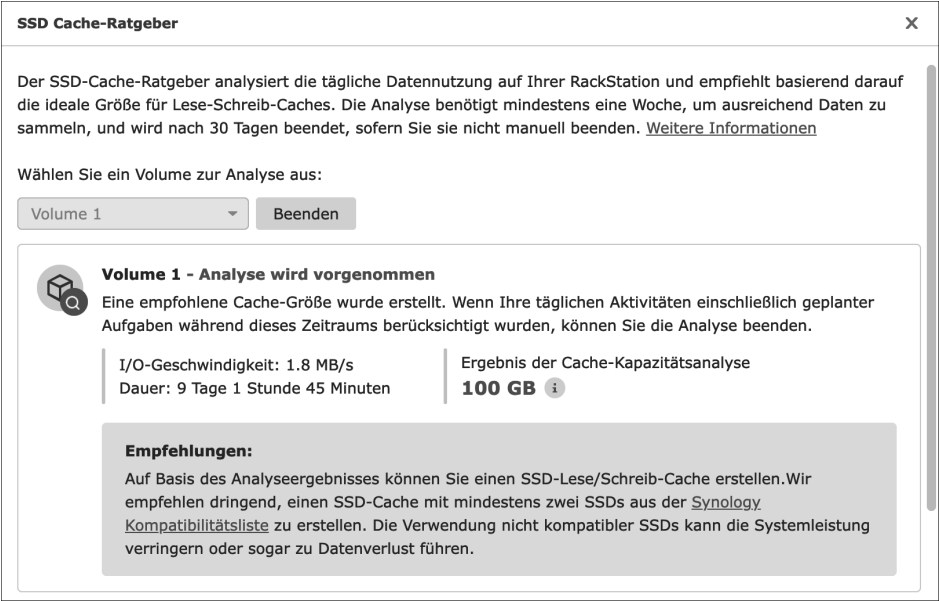 SSD Cache-Ratgeber
Der SSD-Cache-Ratgeber analysiert die tägliche Datennutzung auf Ihrer RackStation und empfiehlt basierend darauf
die ideale Größe für Lese-Schreib-Caches. Die Analyse benötigt mindestens eine Woche, um ausreichend Daten zu
sammeln, und wird nach 30 Tagen beendet, sofern Sie sie nicht manuell beenden. Weitere Informationen
Wählen Sie ein Volume zur Analyse aus:
Volume 1
Beenden
Volume 1 - Analyse wird vorgenommen
Eine empfohlene Cache-Größe wurde erstellt. Wenn Ihre täglichen Aktivitäten einschließlich geplanter
Aufgaben während dieses Zeitraums berücksichtigt wurden, können Sie die Analyse beenden.
I/O-Geschwindigkeit: 1.8 MB/s
Dauer: 9 Tage 1 Stunde 45 Minuten
Ergebnis der Cache-Kapazitätsanalyse
100 GB i
Empfehlungen:
Auf Basis des Analyseergebnisses können Sie einen SSD-Lese/Schreib-Cache erstellen.Wir
empfehlen dringend, einen SSD-Cache mit mindestens zwei SSDs aus der Synology
Kompatibilitätsliste zu erstellen. Die Verwendung nicht kompatibler SSDs kann die Systemleistung
verringern oder sogar zu Datenverlust führen.